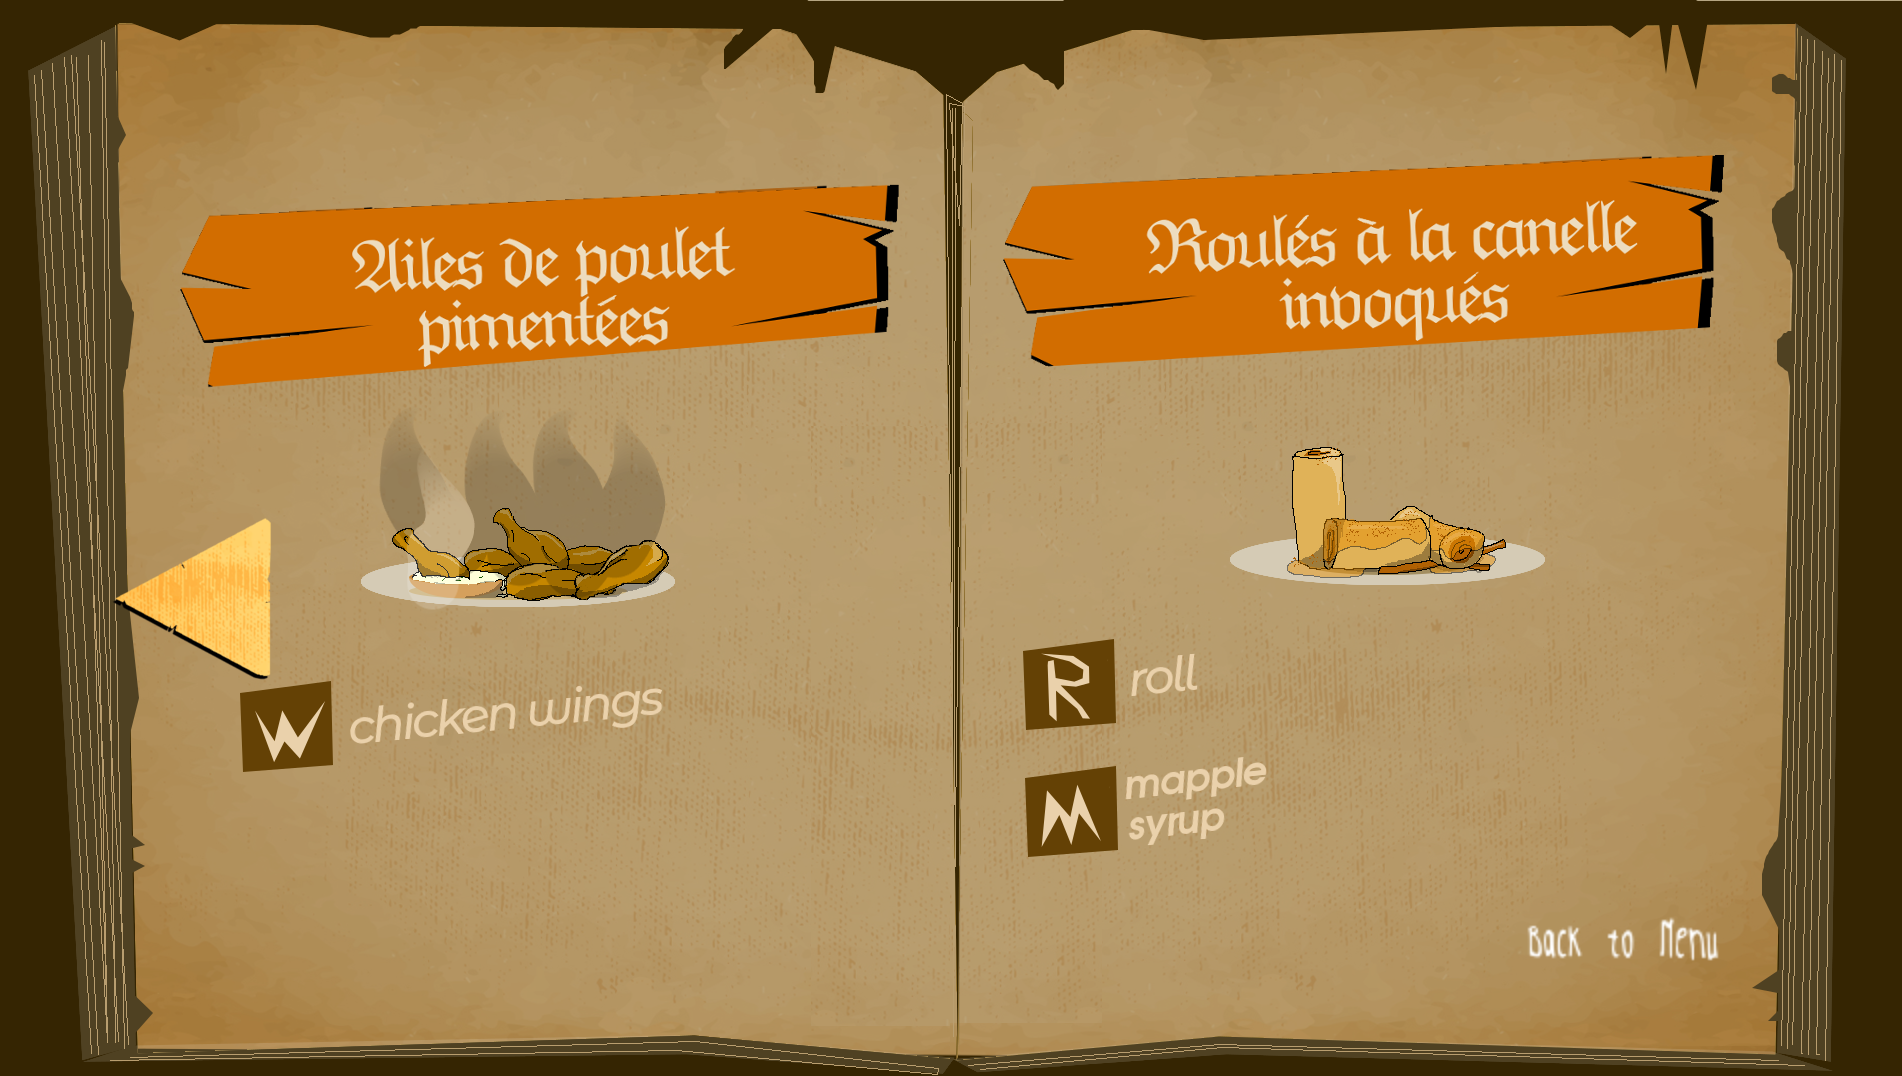 Ailes de poulet
pimentées
W chicken wings
Roulés à la canelle
invoqués
R roll
M mapple
syrup
Back to Menu